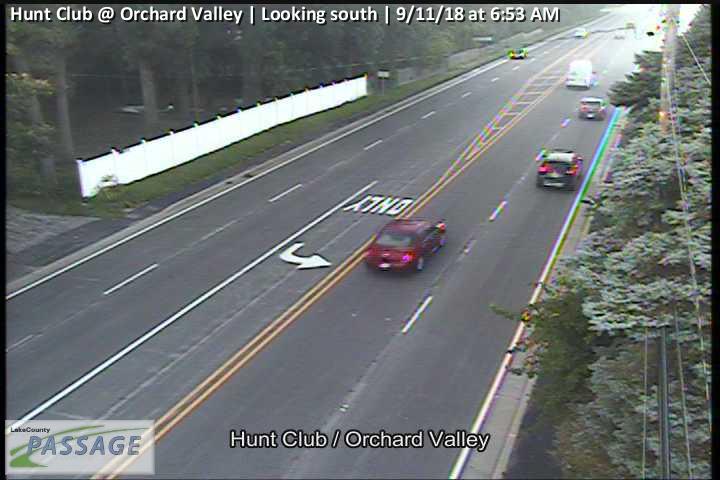 Hunt Club @ Orchard Valley | Looking south | 9/11/18 at 6:53 AM
ONLY
Hunt Club / Orchard Valley
LakeCounty
PASSAGE